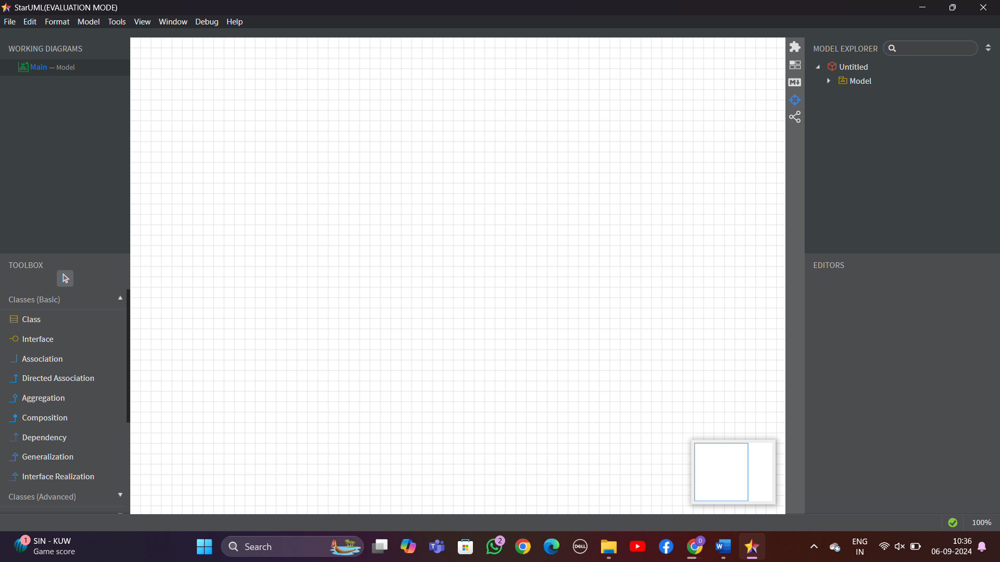 StarUML(EVALUATION MODE)
File Edit Format Model Tools View Window Debug Help
WORKING DIAGRAMS
Main — Model
TOOLBOX
Classes (Basic)
Class
Interface
Association
Directed Association
Aggregation
Composition
Dependency
Generalization
Interface Realization
Classes (Advanced)
M
MODEL EXPLORER
Untitled
Model
EDITORS
100%
1
SIN - KUW
Game score
Search
T
2
DELL
D
W
ENG
IN
10:36
06-09-2024